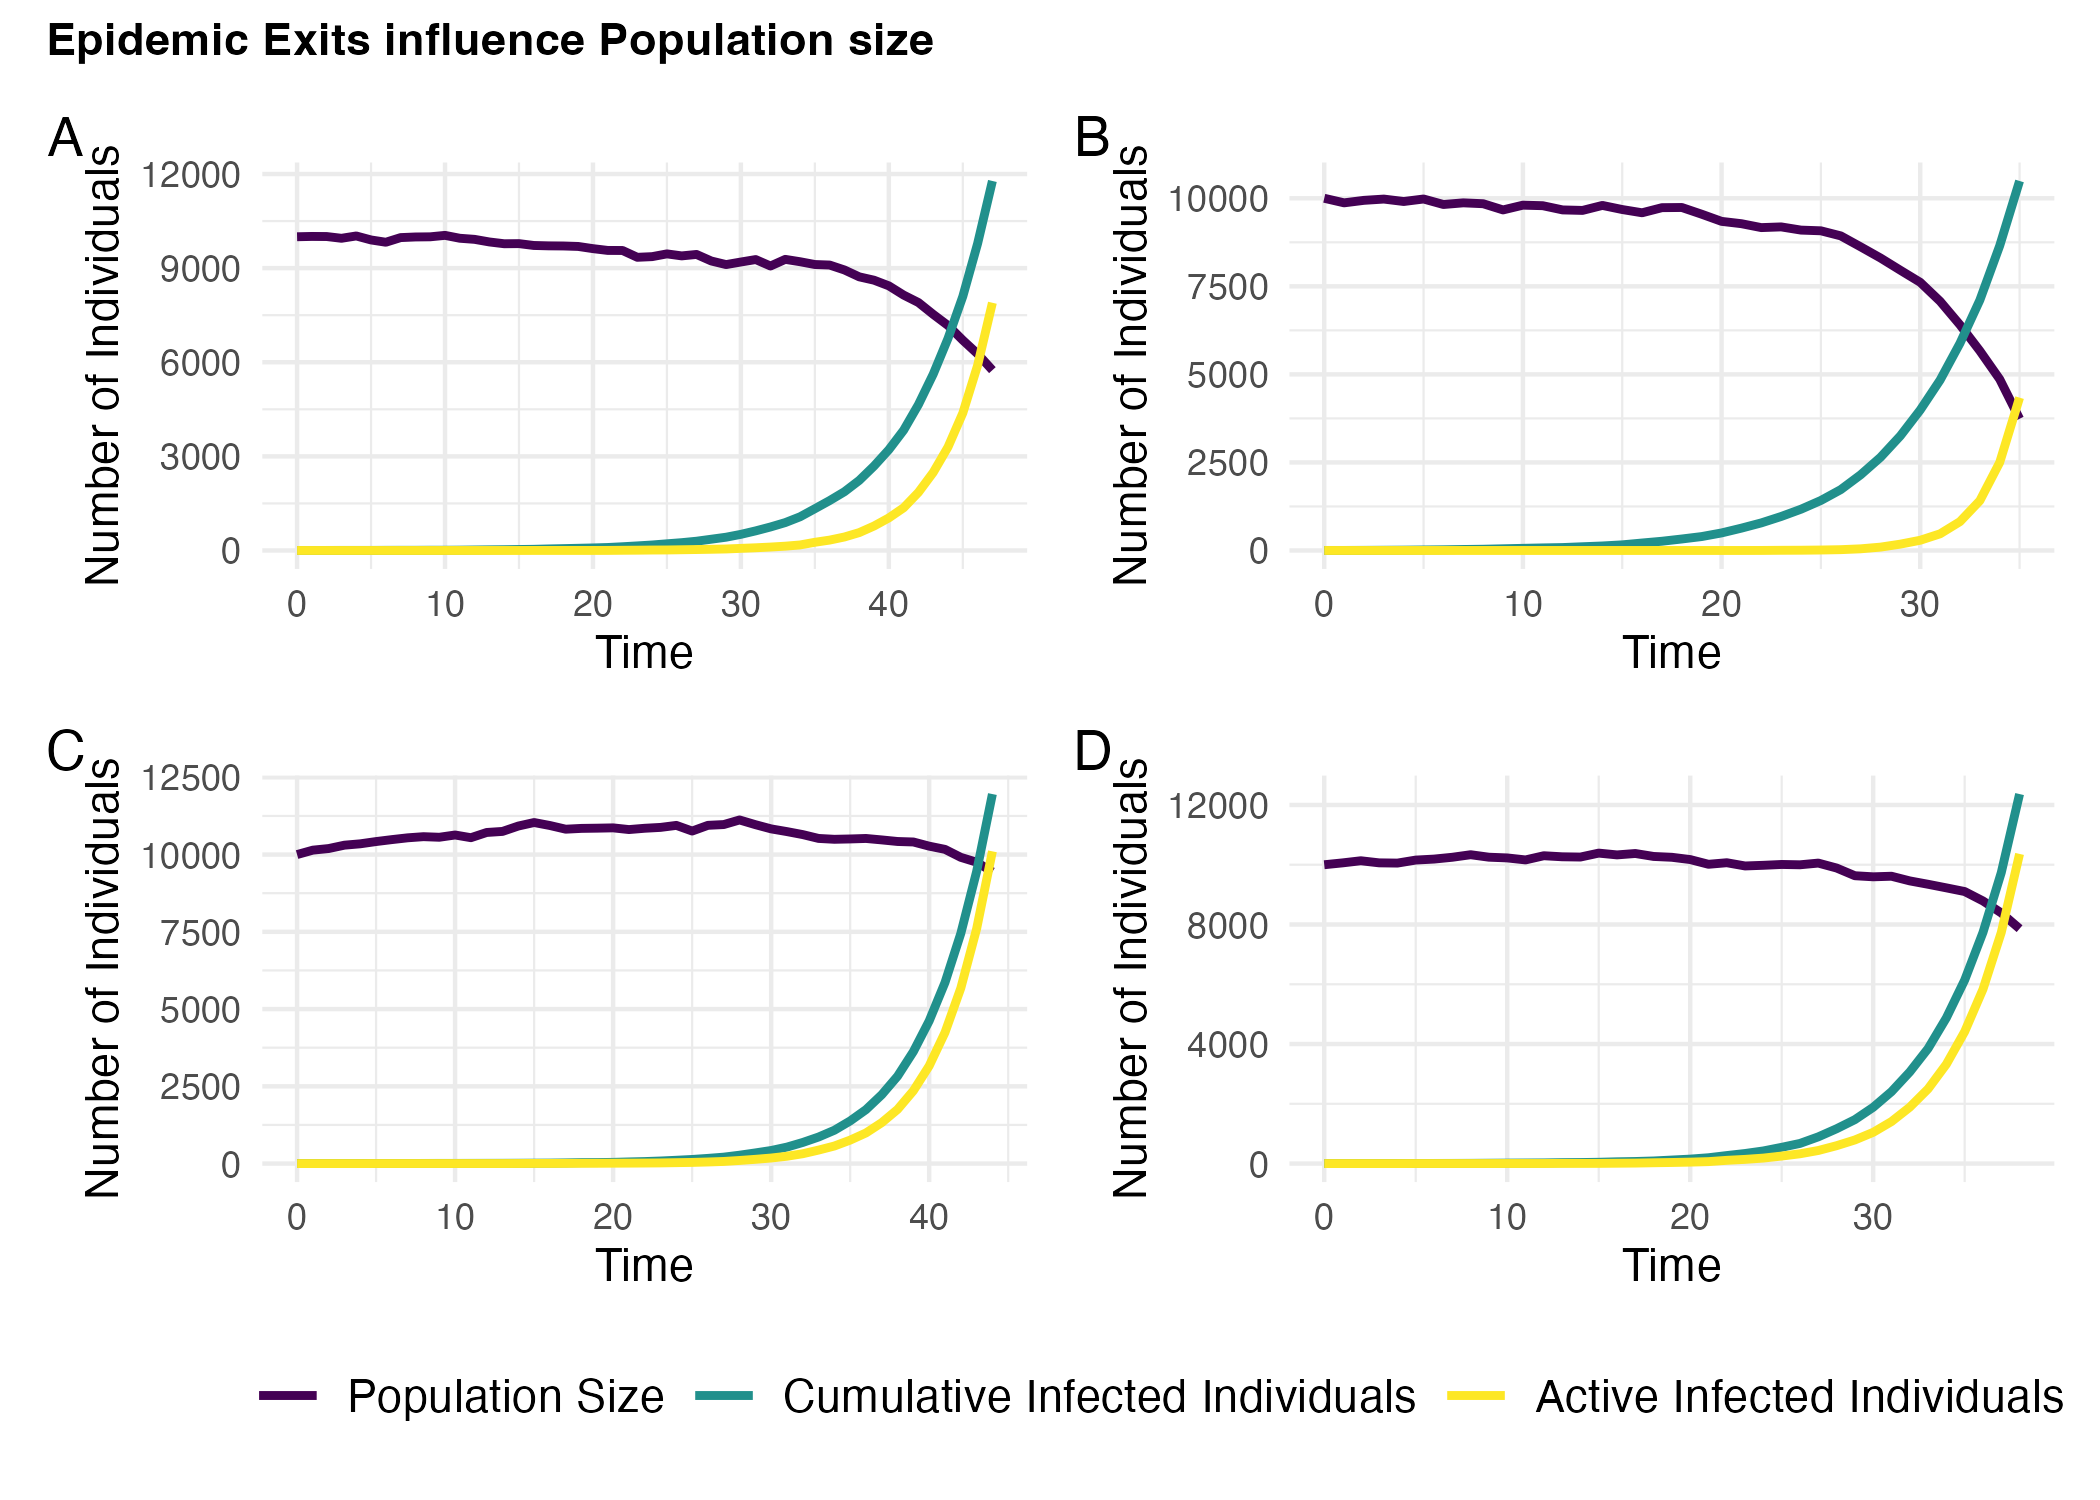 Epidemic Exits influence Population size
A
Number of Individuals
12000
9000
6000
3000
0
0 10 20 30 40
Time
B
Number of Individuals
10000
7500
5000
2500
0
0 10 20 30
Time
C
Number of Individuals
12500
10000
7500
5000
2500
0
0 10 20 30 40
Time
D
Number of Individuals
12000
8000
4000
0
0 10 20 30
Time
Population Size Cumulative Infected Individuals Active Infected Individuals